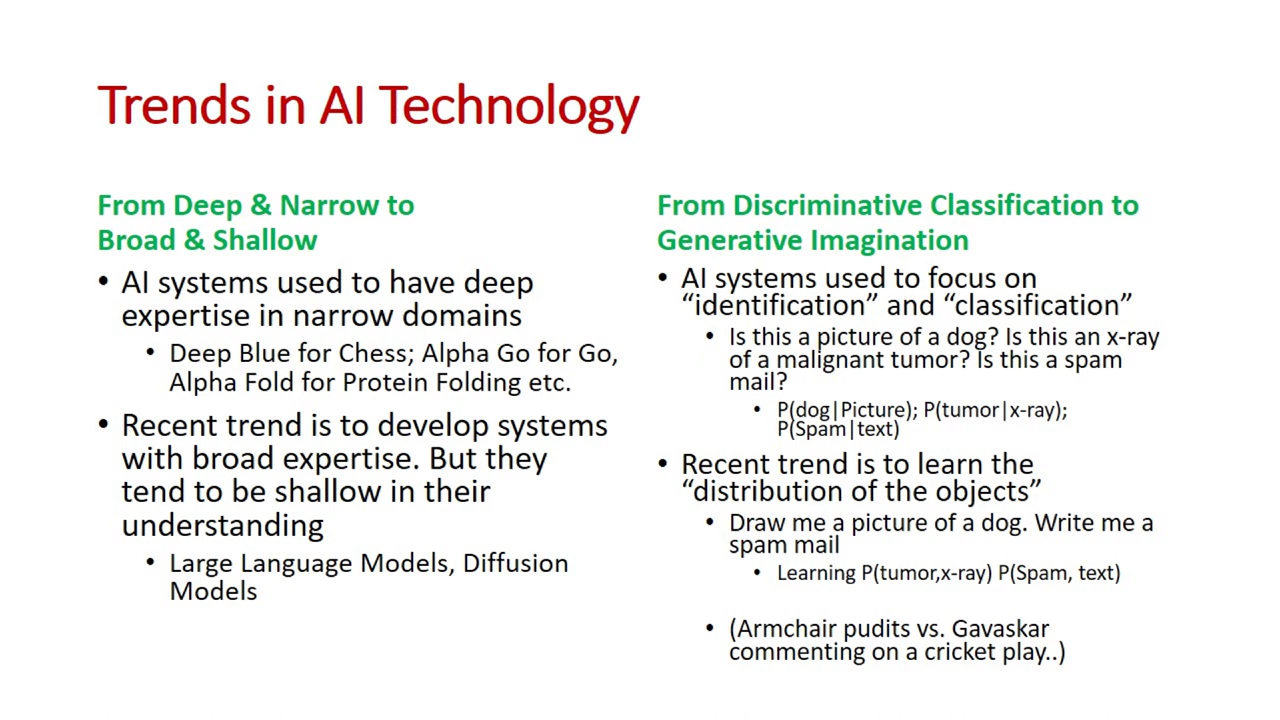 Trends in AI Technology
From Deep & Narrow to
Broad & Shallow
• AI systems used to have deep
expertise in narrow domains
• Deep Blue for Chess; Alpha Go for Go,
Alpha Fold for Protein Folding etc.
• Recent trend is to develop systems
with broad expertise. But they
tend to be shallow in their
understanding
• Large Language Models, Diffusion
Models
From Discriminative Classification to
Generative Imagination
• AI systems used to focus on
“identification” and “classification”
• Is this a picture of a dog? Is this an x-ray
of a malignant tumor? Is this a spam
mail?
• P(dog|Picture); P(tumor|x-ray);
P(Spam|text)
• Recent trend is to learn the
“distribution of the objects”
• Draw me a picture of a dog. Write me a
spam mail
• Learning P(tumor,x-ray) P(Spam, text)
• (Armchair pudits vs. Gavaskar
commenting on a cricket play..)